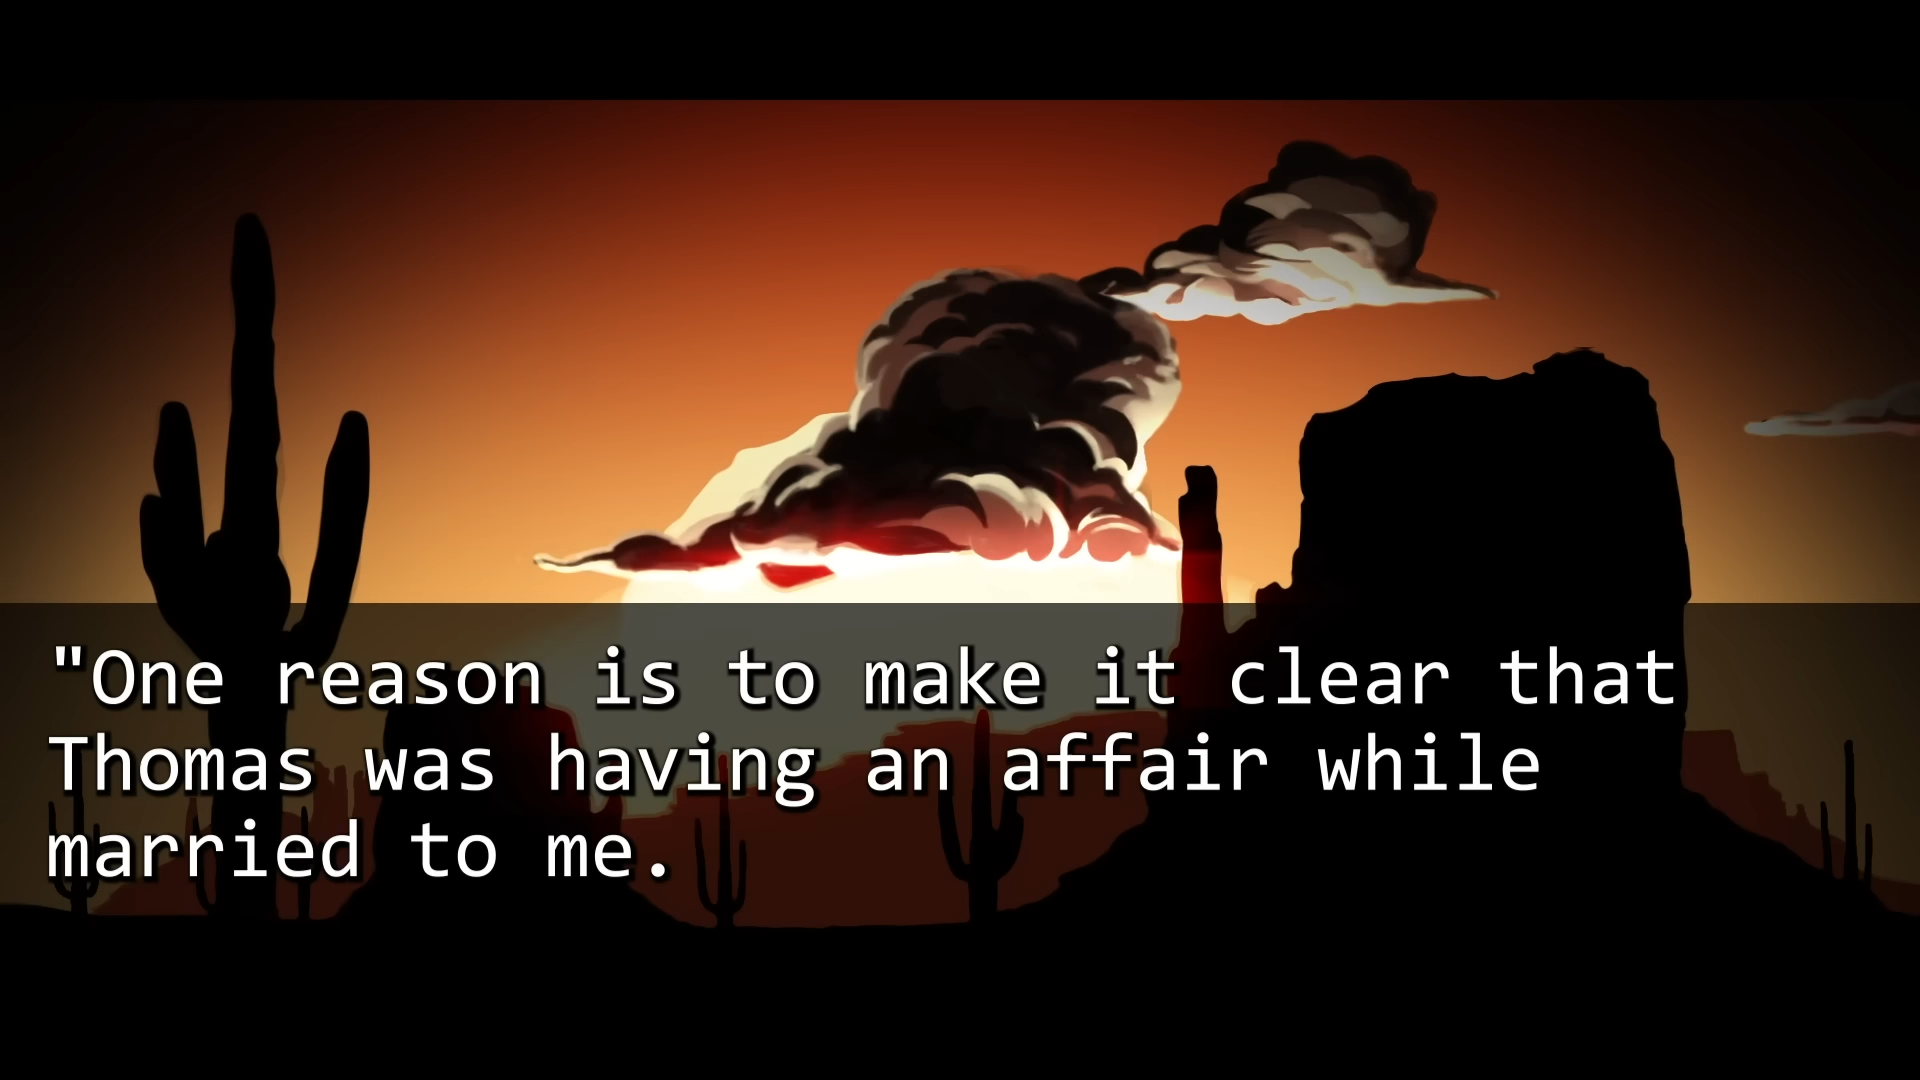 "One reason is to make it clear that
Thomas was having an affair while
married to me.